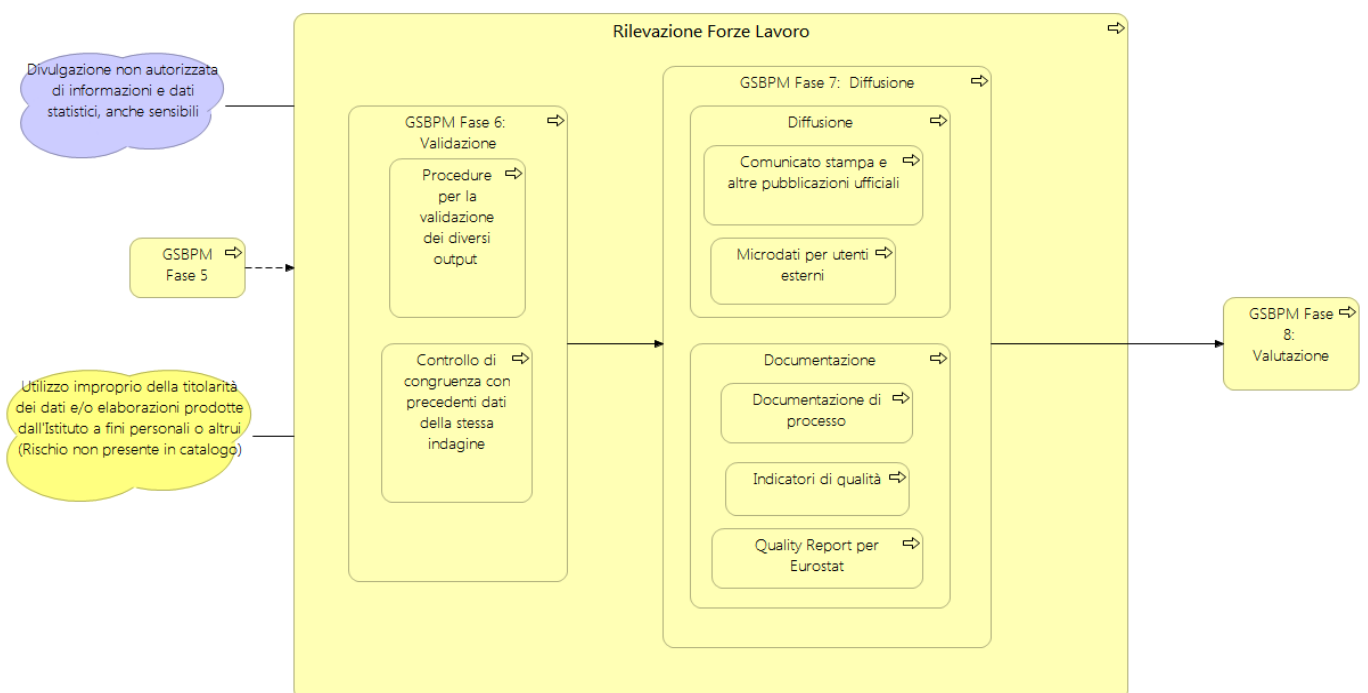 Rilevazione Forze Lavoro
Divulgazione non autorizzata
di informazioni e dati
statistici, anche sensibili
GSBPM
Fase 5
Utilizzo improprio della titolarità
dei dati e/o elaborazioni prodotte
dall'Istituto a fini personali o altrui
(Rischio non presente in catalogo)
GSBPM Fase 6:
Validazione
Procedure
per la
validazione
dei diversi
output
Controllo di
congruenza con
precedenti dati
della stessa
indagine
GSBPM Fase 7:  Diffusione
Diffusione
Comunicato stampa e
altre pubblicazioni ufficiali
Microdati per utenti
esterni
Documentazione
Documentazione di
processo
Indicatori di qualità
Quality Report per
Eurostat
GSBPM Fase
8:
Valutazione